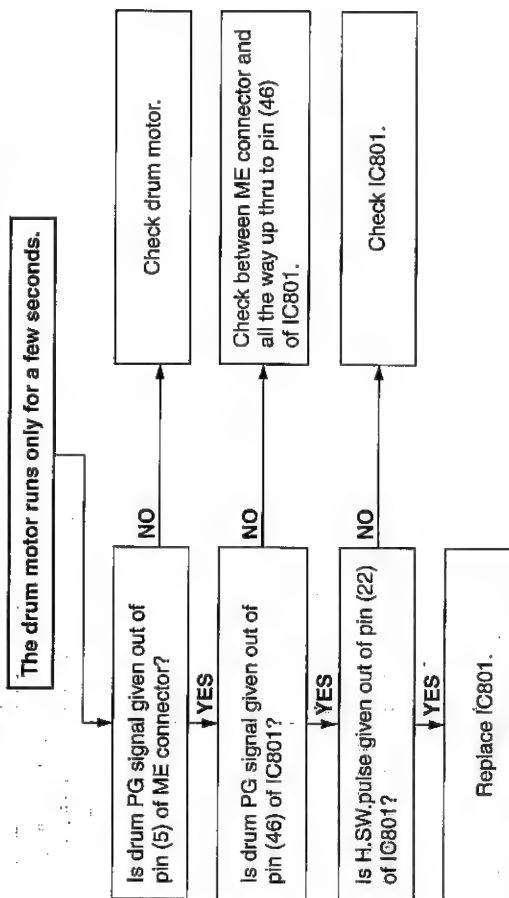 The drum motor runs only for a few seconds.
Is drum PG signal given out of
pin (5) of ME connector?
NO
Check drum motor.
YES
Is drum PG signal given out of
pin (46) of IC801?
NO
Check between ME connector and
all the way up thru to pin (46)
of IC801.
YES
Is H.SW.pulse given out of pin (22)
of IC801?
NO
Check IC801.
YES
Replace IC801.